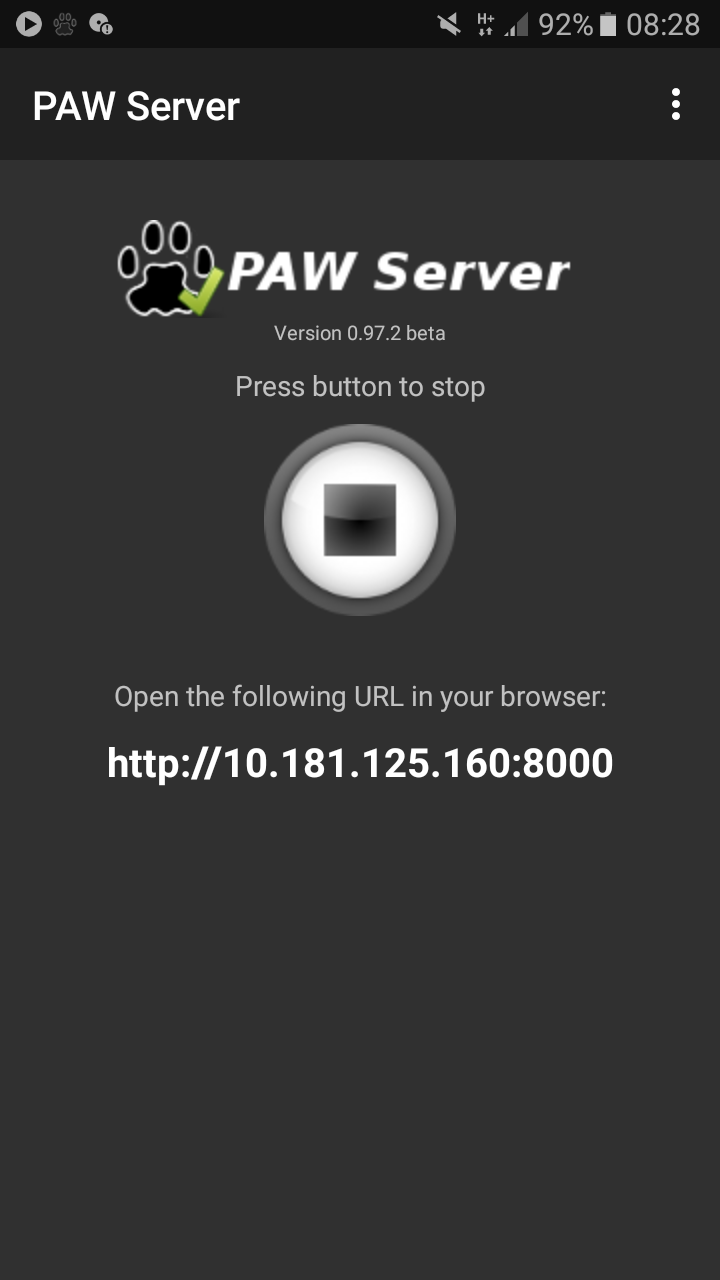 H+ 92% 08:28
PAW Server
PAW Server
Version 0.97.2 beta
Press button to stop
Open the following URL in your browser:
http://10.181.125.160:8000